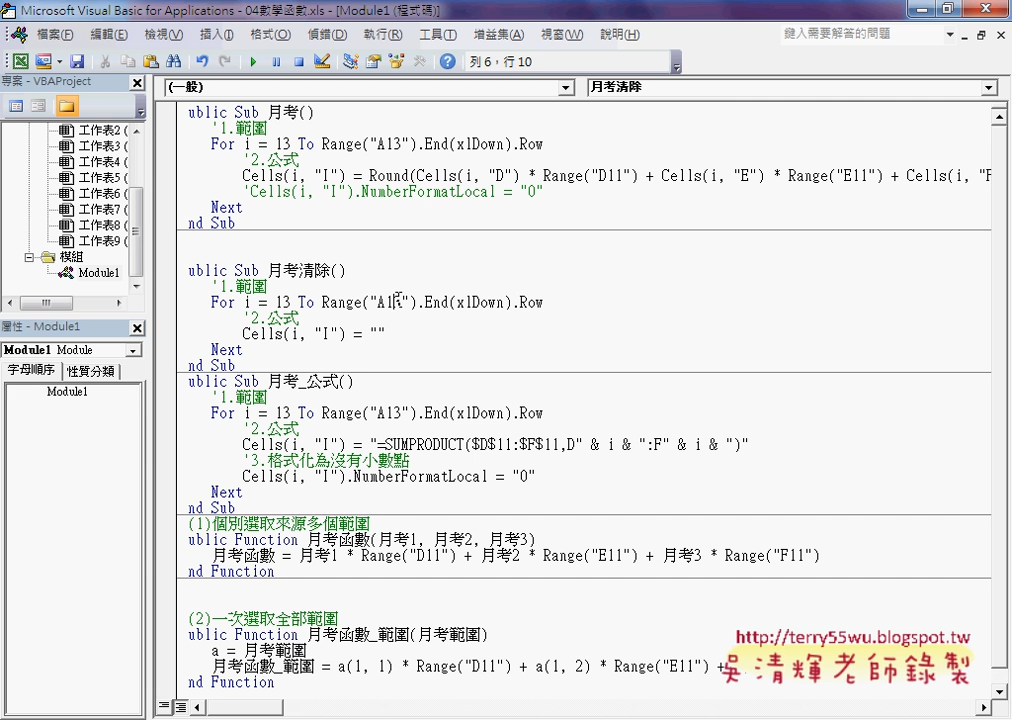 Microsoft Visual Basic for Applications - 04數學函數.xls - [Module1 (程式碼)]
檔案(F) 編輯(E) 檢視(V) 插入(I) 格式(O) 偵錯(D) 執行(R) 工具(T) 增益集(A) 視窗(W) 說明(H) 鍵入需要解答的問題
列 6，行 10
專案 - VBAProject
(一般)
月考清除
工作表2 (
工作表3 (
工作表4 (
工作表5 (
工作表6 (
工作表7 (
工作表8 (
工作表9 (
模組
Module1
屬性 - Module1
Module1 Module
字母順序 性質分類
Module1
ublic Sub 月考()
'1.範圍
For i = 13 To Range("A13").End(xlDown).Row
'2.公式
Cells(i, "I") = Round(Cells(i, "D") * Range("D11") + Cells(i, "E") * Range("E11") + Cells(i, "F
'Cells(i, "I").NumberFormatLocal = "0"
Next
nd Sub
ublic Sub 月考清除()
'1.範圍
For i = 13 To Range("A13").End(xlDown).Row
'2.公式
Cells(i, "I") = ""
Next
nd Sub
ublic Sub 月考_公式()
'1.範圍
For i = 13 To Range("A13").End(xlDown).Row
'2.公式
Cells(i, "I") = "=SUMPRODUCT($D$11:$F$11,D" & i & ":F" & i & ")"
'3.格式化為沒有小數點
Cells(i, "I").NumberFormatLocal = "0"
Next
nd Sub
(1)個別選取來源多個範圍
ublic Function 月考函數(月考1, 月考2, 月考3)
月考函數 = 月考1 * Range("D11") + 月考2 * Range("E11") + 月考3 * Range("F11")
nd Function
(2)一次選取全部範圍
ublic Function 月考函數_範圍(月考範圍)
a = 月考範圍
月考函數_範圍 = a(1, 1) * Range("D11") + a(1, 2) * Range("E11") +
nd Function
http://terry55wu.blogspot.tw
吳清輝老師錄製